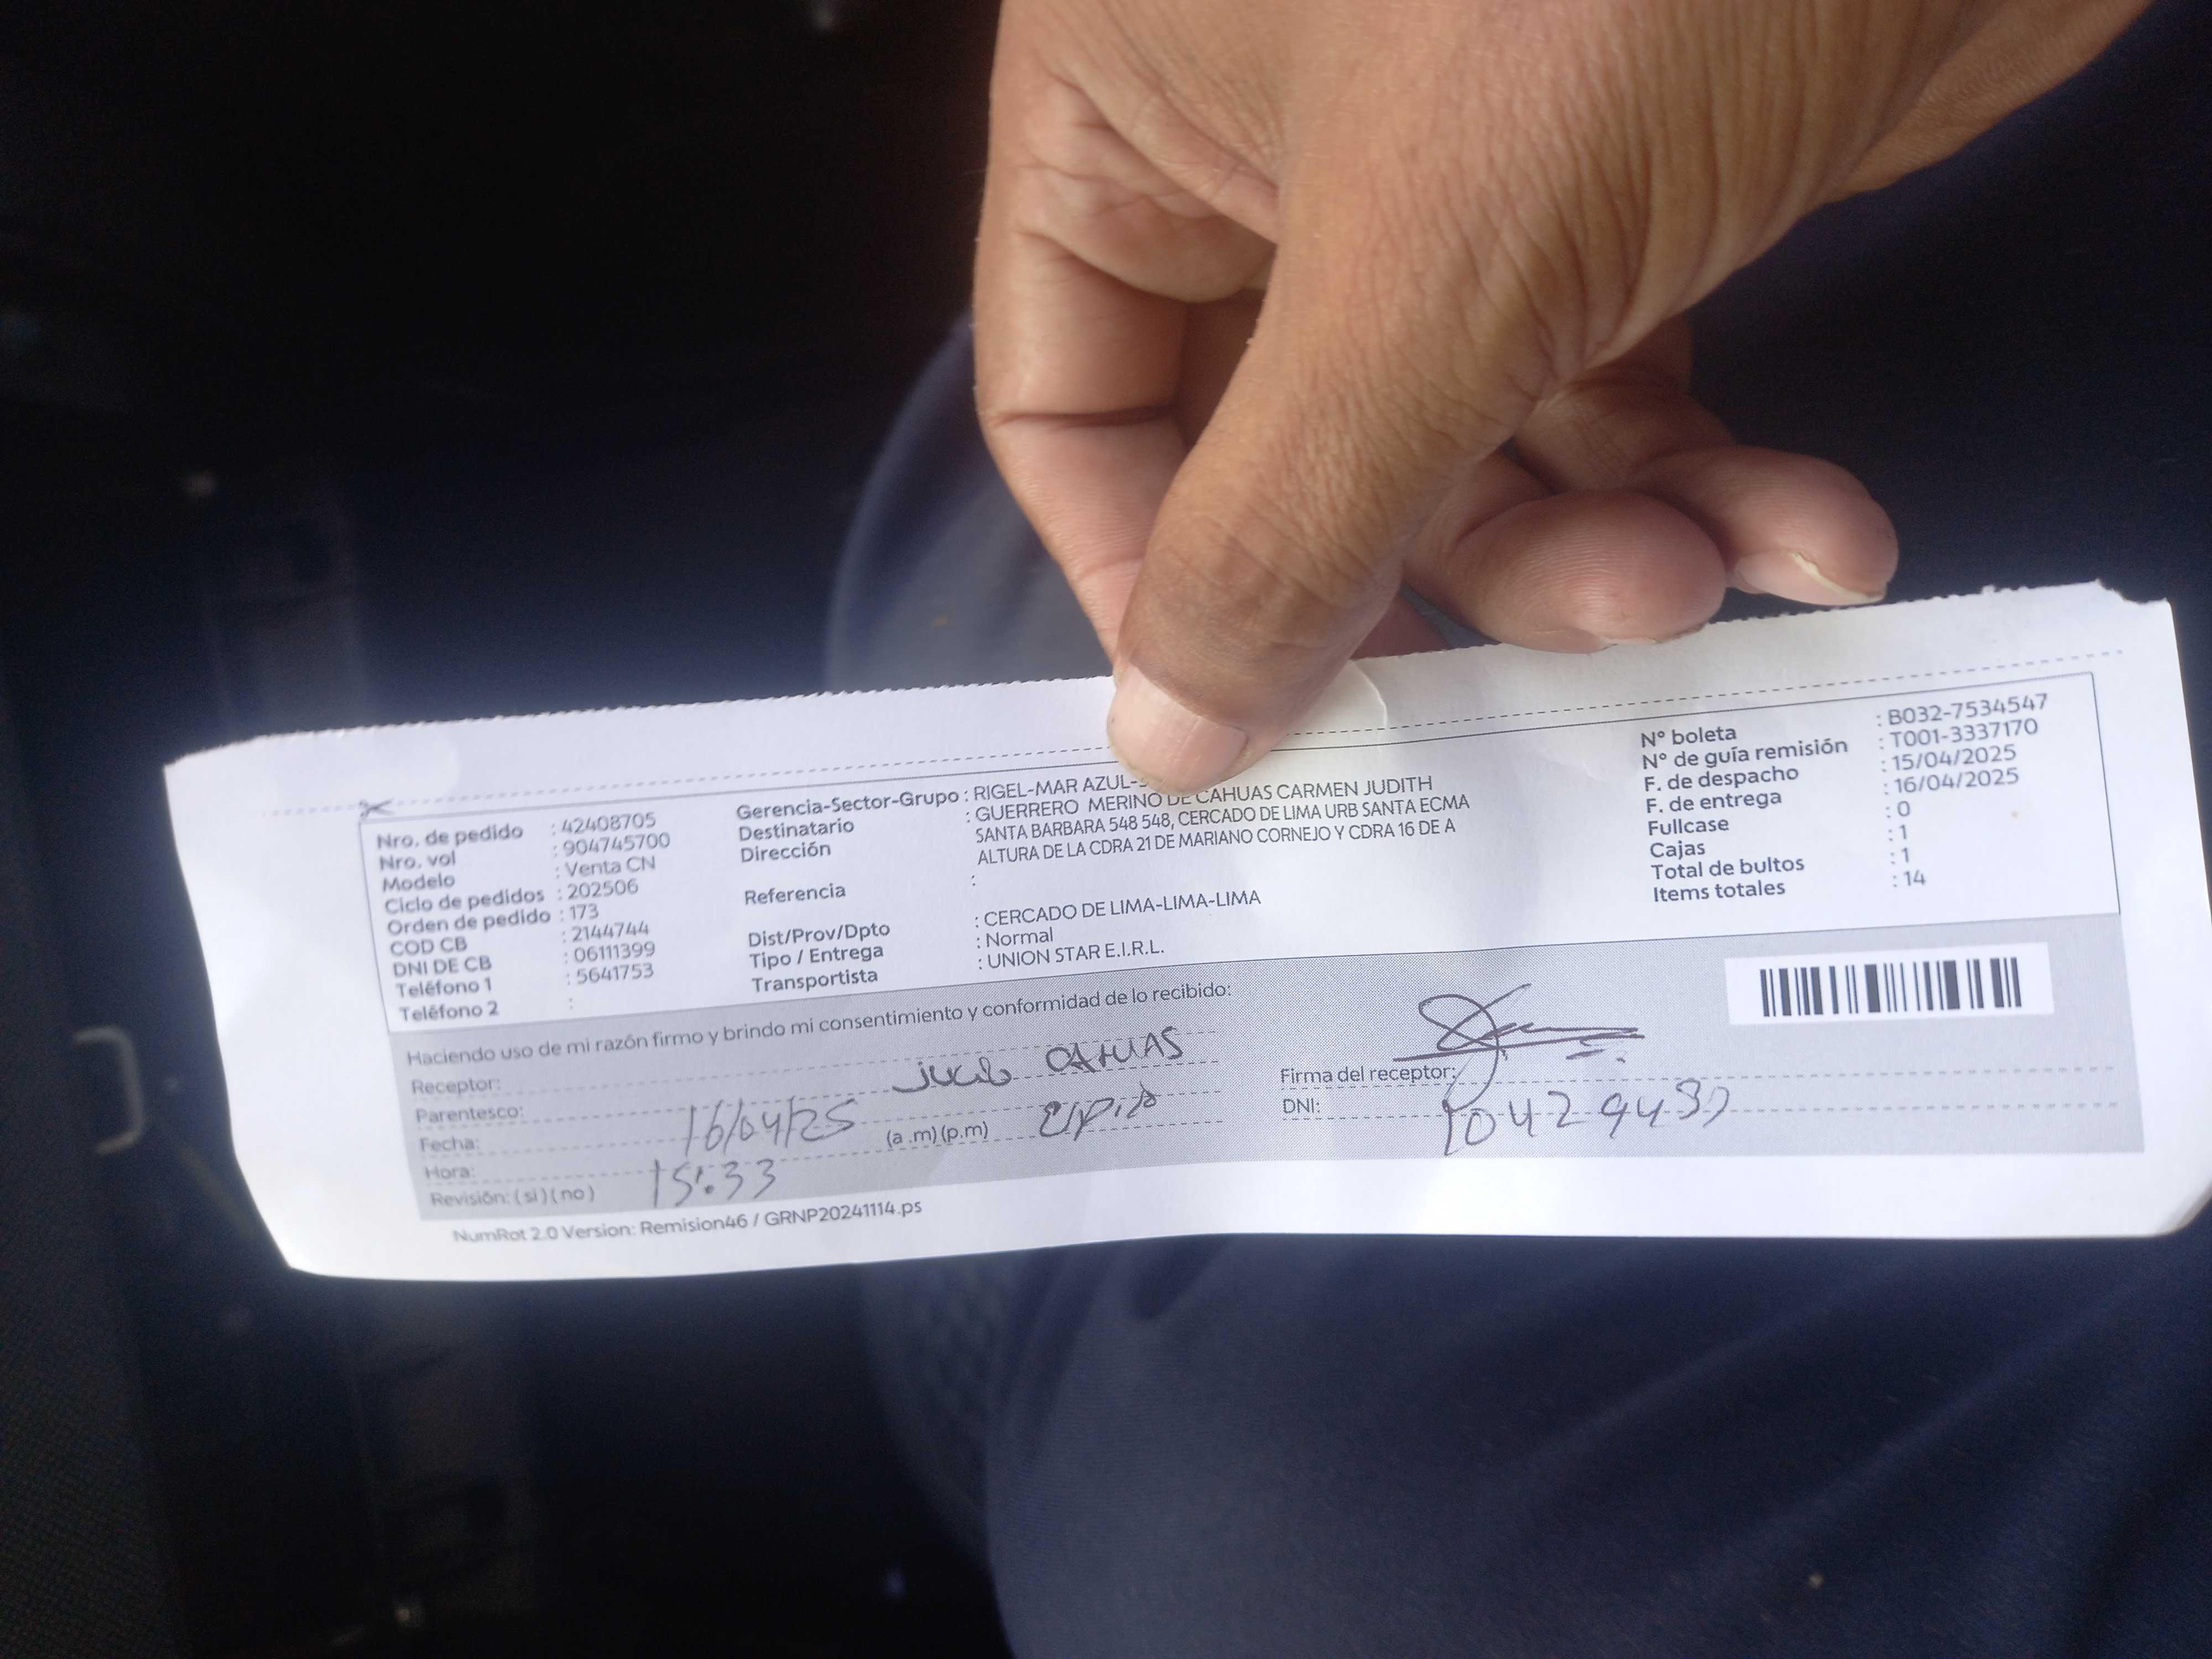 Nro. de pedido : 42408705
Nro. vol : 904745700
Modelo : Venta CN
Ciclo de pedidos : 202506
Orden de pedido : 173
COD CB : 2144744
DNI DE CB : 06111399
Teléfono 1 : 5641753
Teléfono 2 :
Gerencia-Sector-Grupo : RIGEL-MAR AZUL-
Destinatario : GUERRERO MERINO DE CAHUAS CARMEN JUDITH
Dirección : SANTA BARBARA 548 548, CERCADO DE LIMA URB SANTA ECMA
ALTURA DE LA CDRA 21 DE MARIANO CORNEJO Y CDRA 16 DE A
Referencia :
Dist/Prov/Dpto : CERCADO DE LIMA-LIMA-LIMA
Tipo / Entrega : Normal
Transportista : UNION STAR E.I.R.L.
N° boleta : B032-7534547
N° de guía remisión : T001-3337170
F. de despacho : 15/04/2025
F. de entrega : 16/04/2025
Fullcase : 0
Cajas : 1
Total de bultos : 1
Items totales : 14
Haciendo uso de mi razón firmo y brindo mi consentimiento y conformidad de lo recibido:
Receptor: CAHUAS
Parentesco:
Fecha: 16/04/25 (a .m) (p.m)
Hora: 15:33
Revisión: ( si ) ( no )
Firma del receptor:
DNI:
NumRot 2.0 Version: Remision46 / GRNP20241114.ps